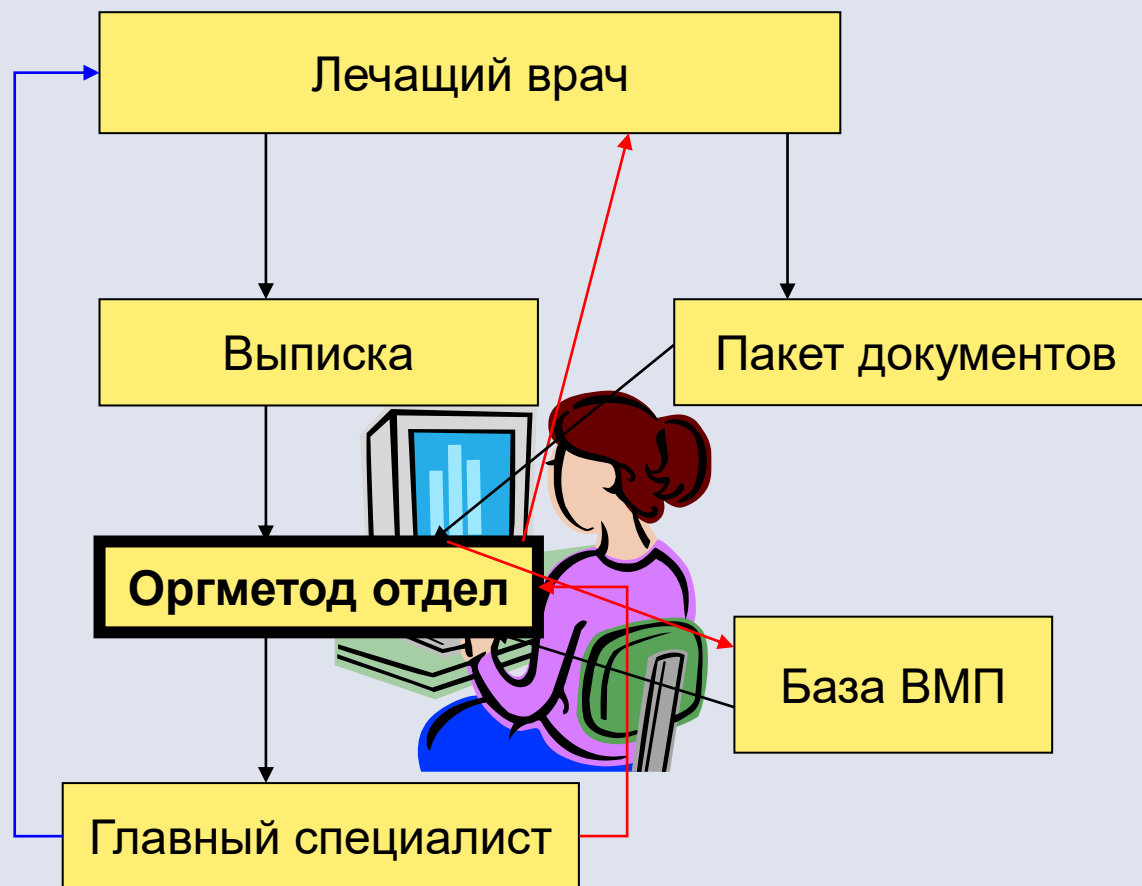 Лечащий врач
Выписка
Пакет документов
Оргметод отдел
База ВМП
Главный специалист